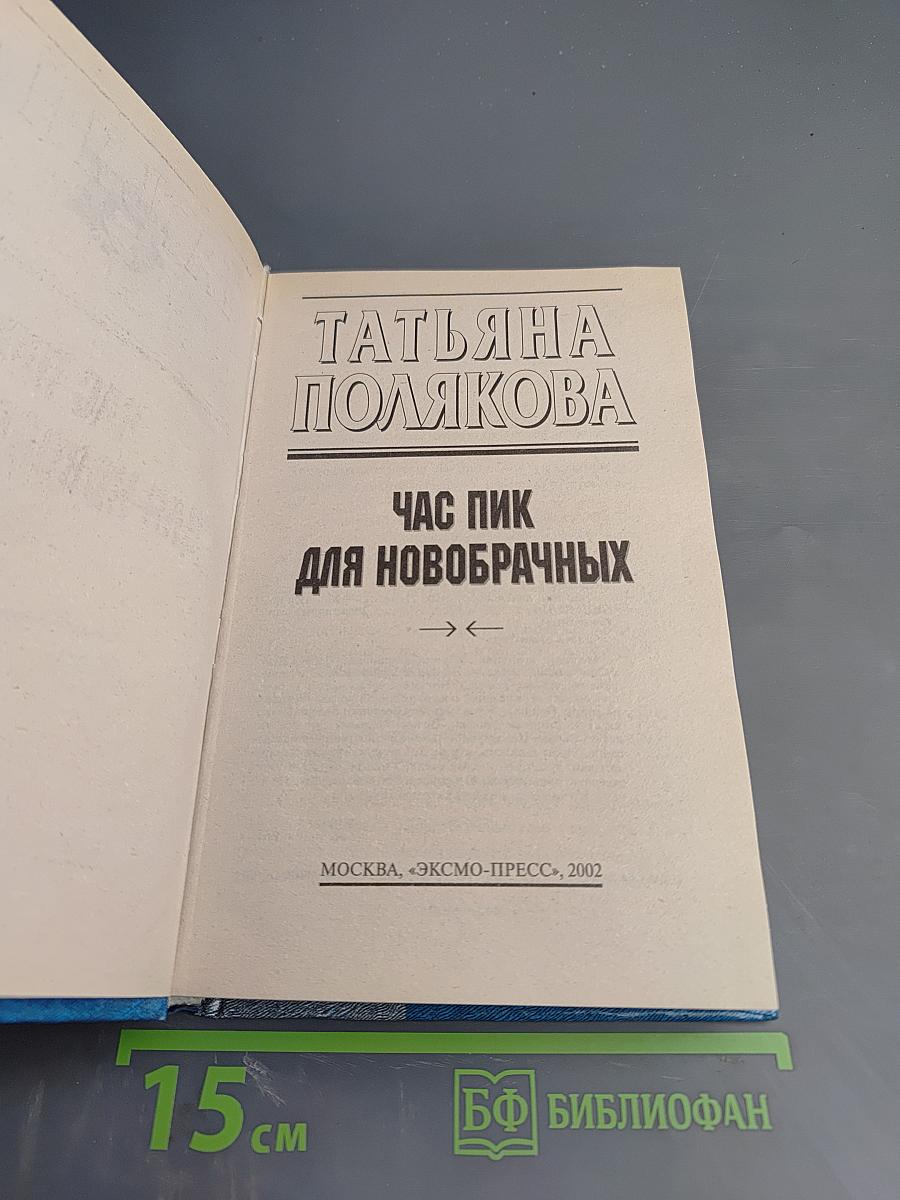 ТАТЬЯНА
ПОЛЯКОВА
ЧАС ПИК
ДЛЯ НОВОБРАЧНЫХ
МОСКВА, «ЭКСМО-ПРЕСС», 2002
15 см
БФ БИБЛИОФАН